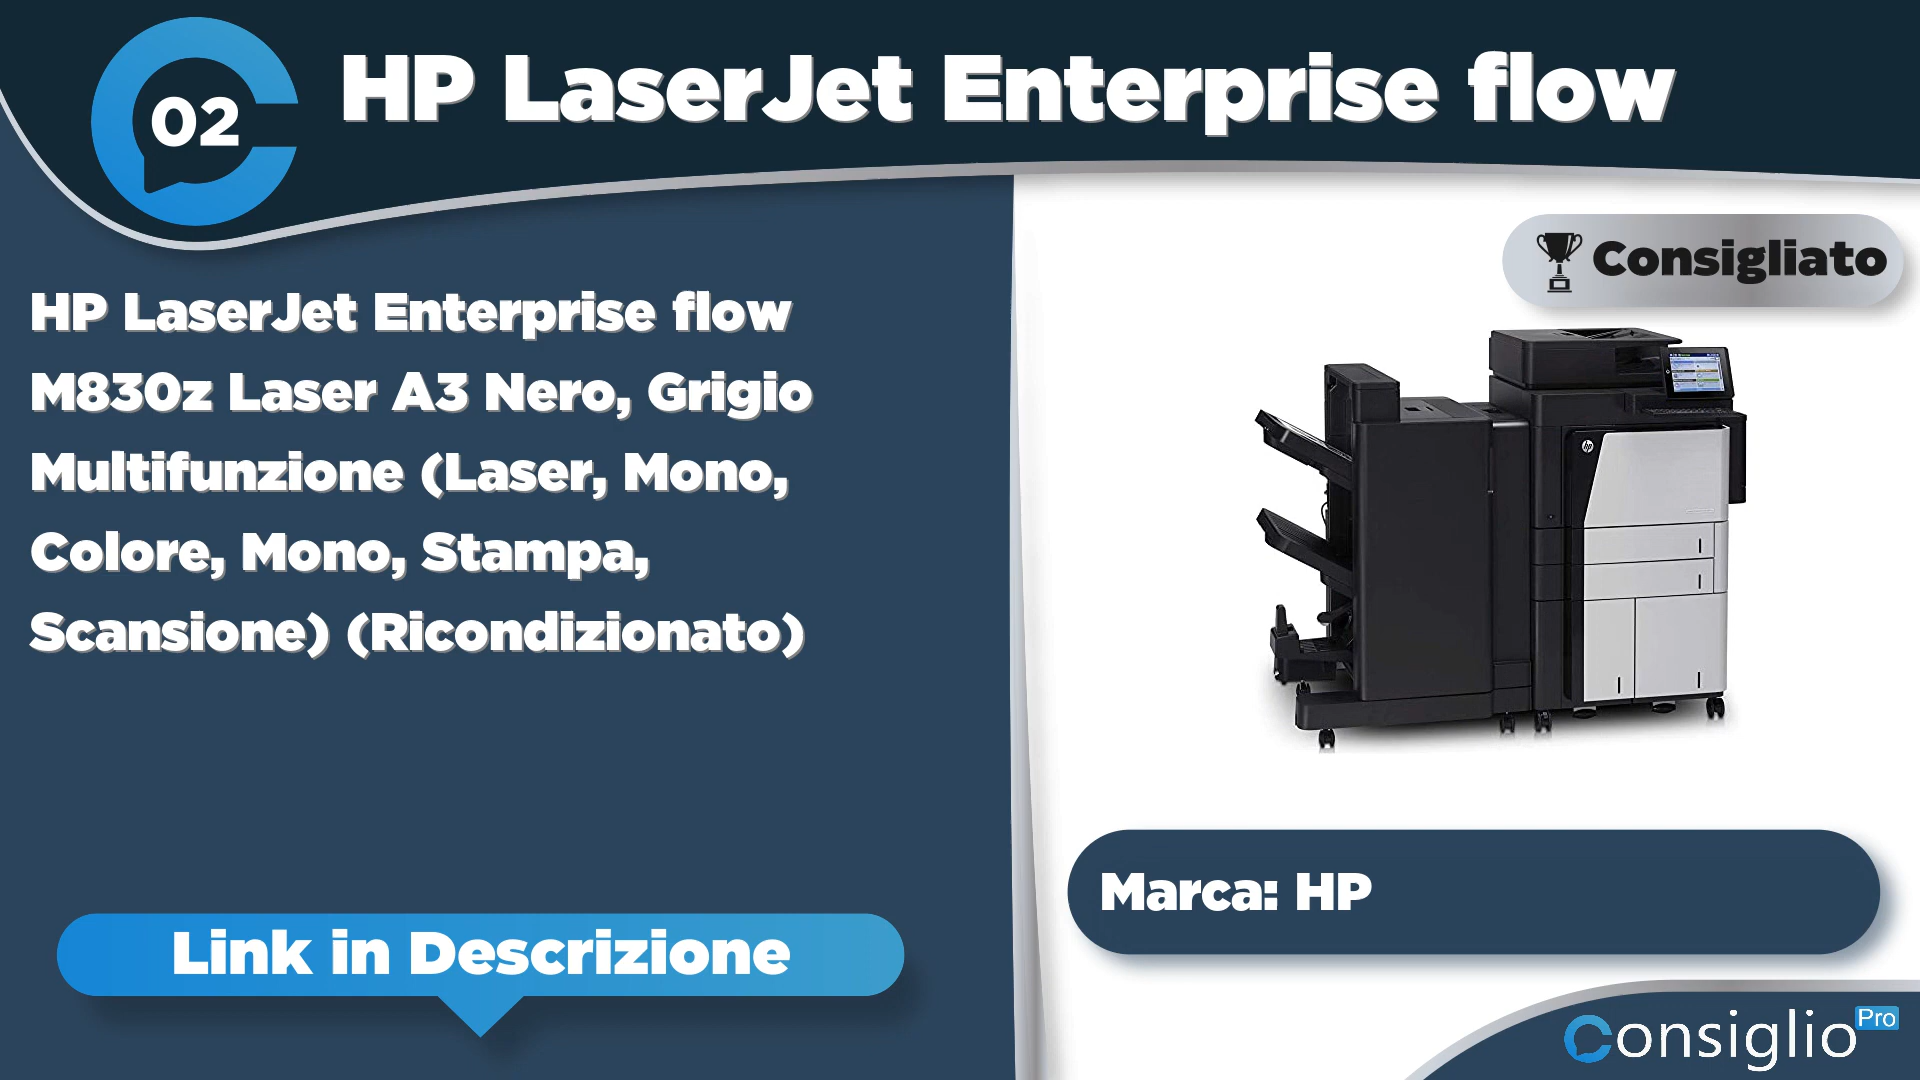 02
HP LaserJet Enterprise flow
HP LaserJet Enterprise flow
M830z Laser A3 Nero, Grigio
Multifunzione (Laser, Mono,
Colore, Mono, Stampa,
Scansione) (Ricondizionato)
Link in Descrizione
Consigliato
hp
Marca: HP
Consiglio Pro